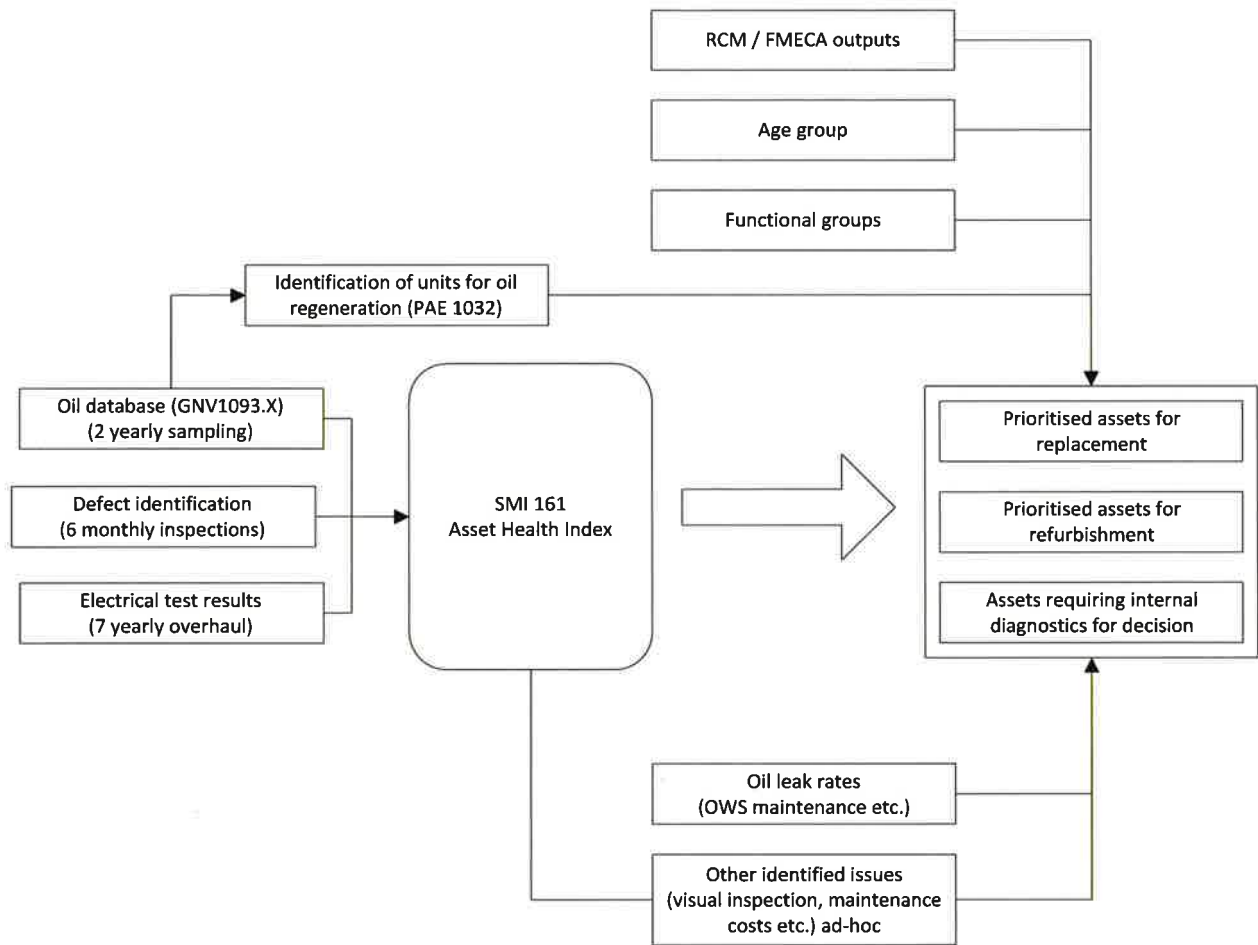 RCM / FMECA outputs
Age group
Functional groups
Identification of units for oil
regeneration (PAE 1032)
Oil database (GNV1093.X)
(2 yearly sampling)
Defect identification
(6 monthly inspections)
Electrical test results
(7 yearly overhaul)
SMI 161
Asset Health Index
Prioritised assets for
replacement
Prioritised assets for
refurbishment
Assets requiring internal
diagnostics for decision
Oil leak rates
(OWS maintenance etc.)
Other identified issues
(visual inspection, maintenance
costs etc.) ad-hoc